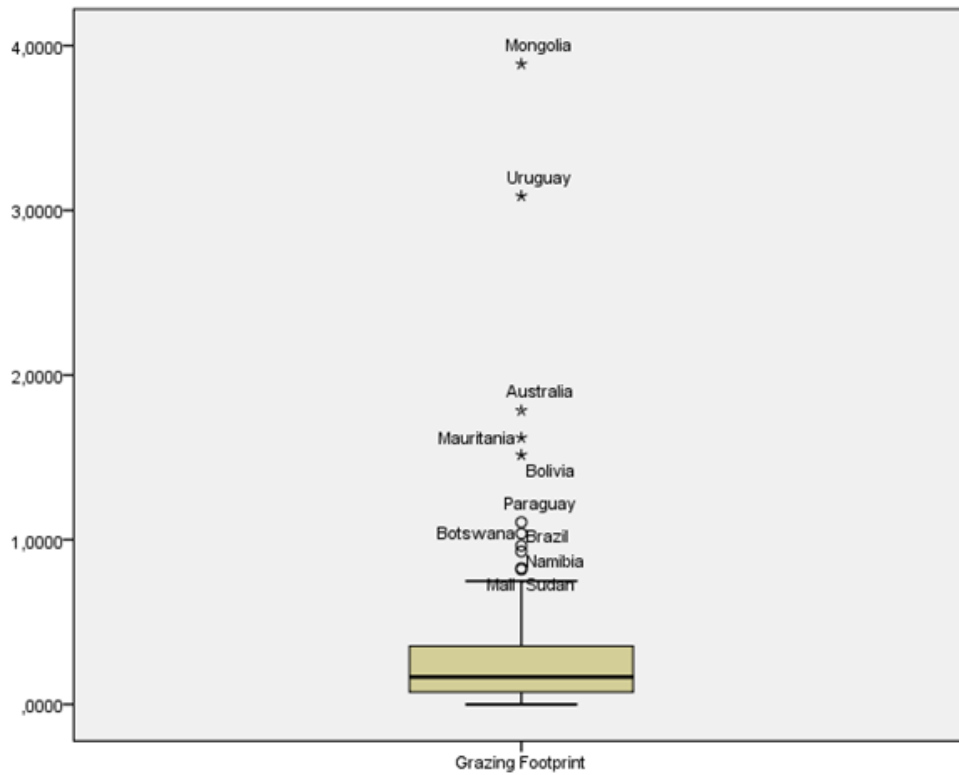 4,0000
Mongolia
Uruguay
3,0000
2,0000
Australia
Mauritania
Bolivia
Paraguay
1,0000
Botswana
Brazil
Namibia
Mali Sudan
,0000
Grazing Footprint